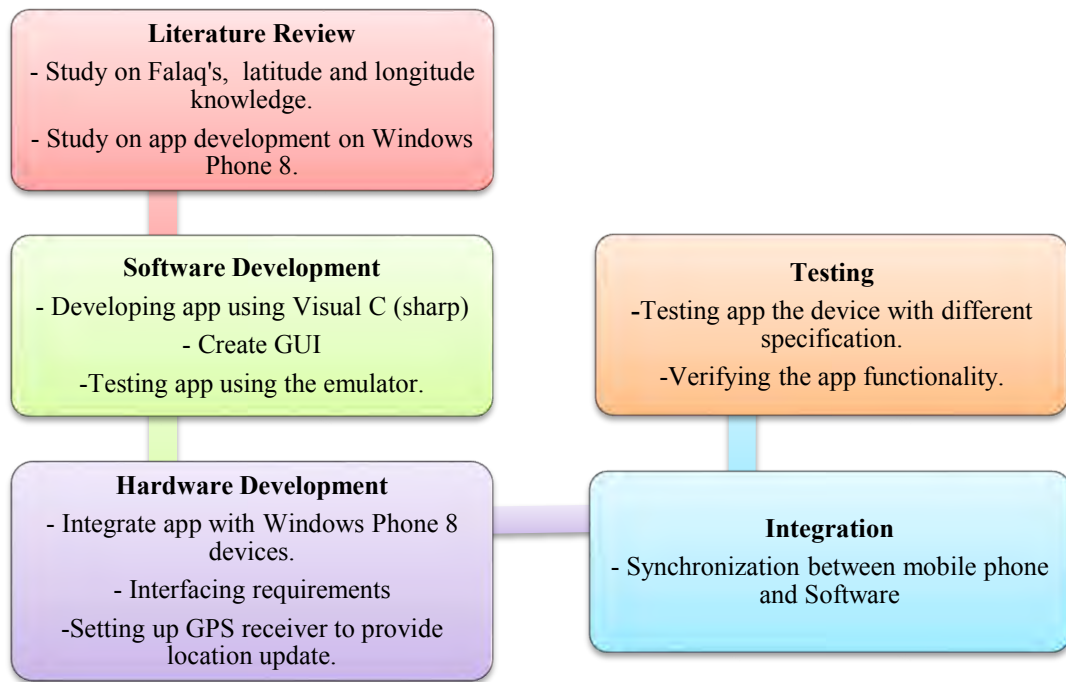 Literature Review
- Study on Falaq's, latitude and longitude
knowledge.
- Study on app development on Windows
Phone 8.
Software Development
- Developing app using Visual C (sharp)
- Create GUI
-Testing app using the emulator.
Hardware Development
- Integrate app with Windows Phone 8
devices.
- Interfacing requirements
-Setting up GPS receiver to provide
location update.
Integration
- Synchronization between mobile phone
and Software
Testing
-Testing app the device with different
specification.
-Verifying the app functionality.